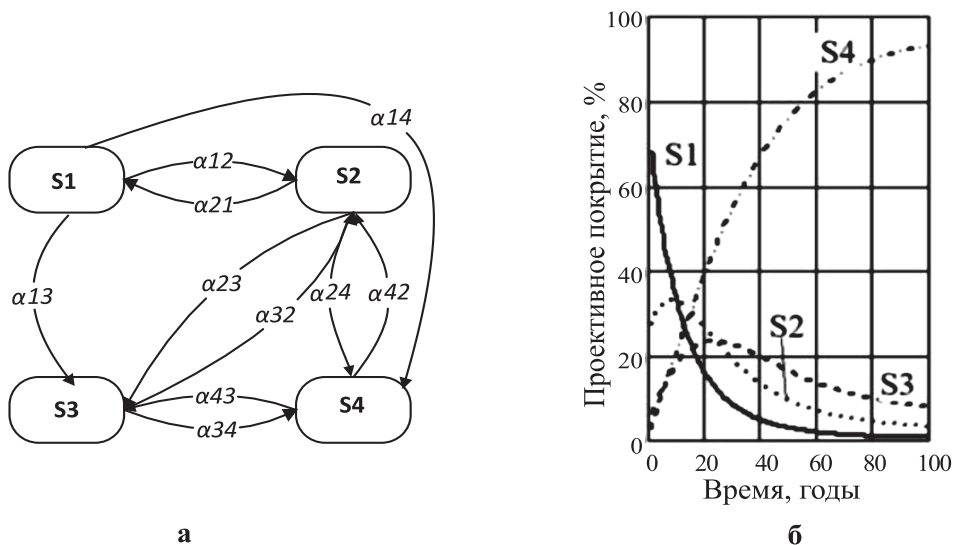 α14
S1
α12
S2
α21
α23
α13
α24
α42
α32
S3
α43
S4
α34
а
Проективное покрытие, %
100
80
60
40
20
0
S4
S1
S2
S3
0 20 40 60 80 100
Время, годы
б